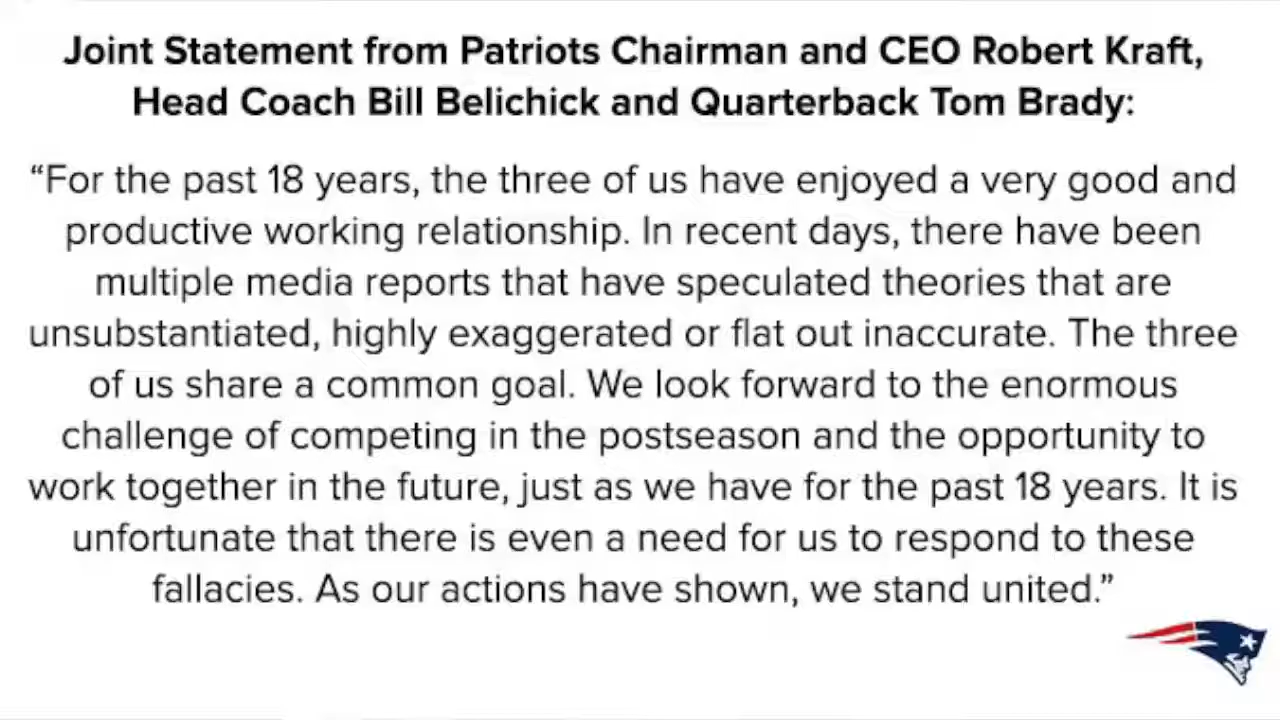 Joint Statement from Patriots Chairman and CEO Robert Kraft,
Head Coach Bill Belichick and Quarterback Tom Brady:
“For the past 18 years, the three of us have enjoyed a very good and
productive working relationship. In recent days, there have been
multiple media reports that have speculated theories that are
unsubstantiated, highly exaggerated or flat out inaccurate. The three
of us share a common goal. We look forward to the enormous
challenge of competing in the postseason and the opportunity to
work together in the future, just as we have for the past 18 years. It is
unfortunate that there is even a need for us to respond to these
fallacies. As our actions have shown, we stand united.”